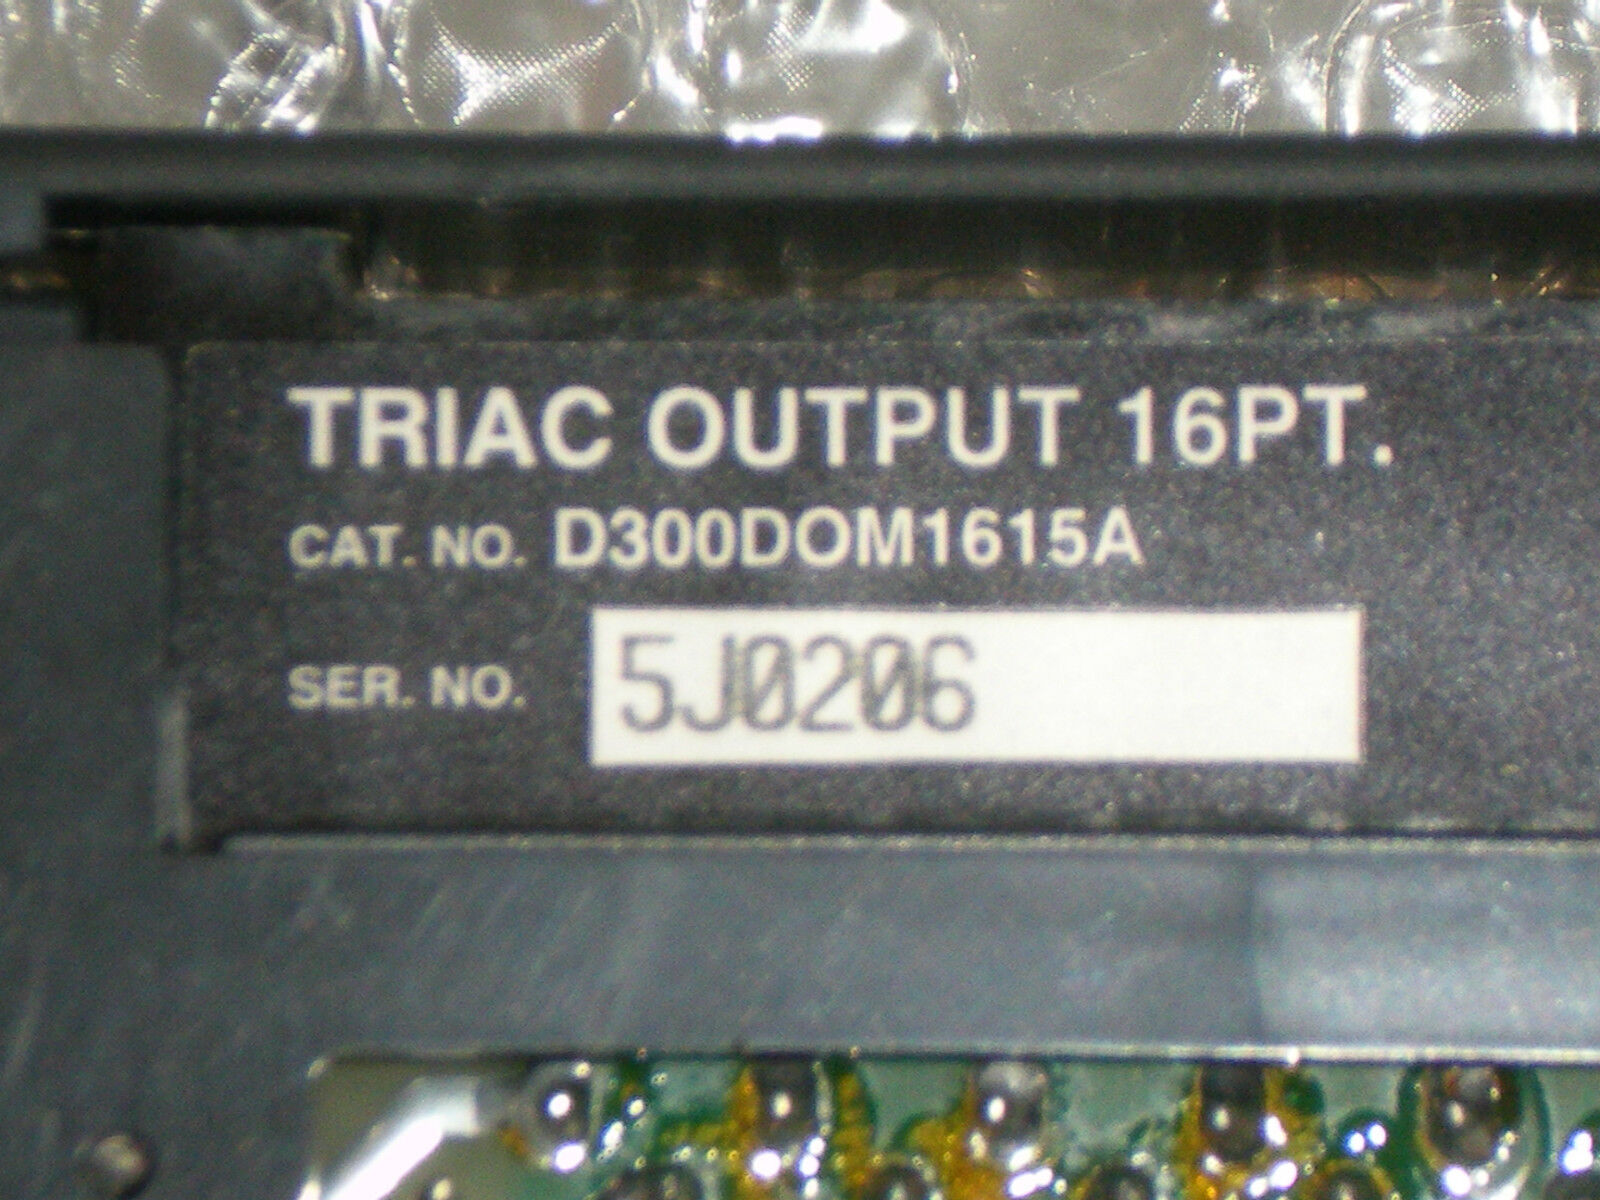 TRIAC OUTPUT 16PT.
CAT. NO. D300DOM1615A
SER. NO. 5J0206